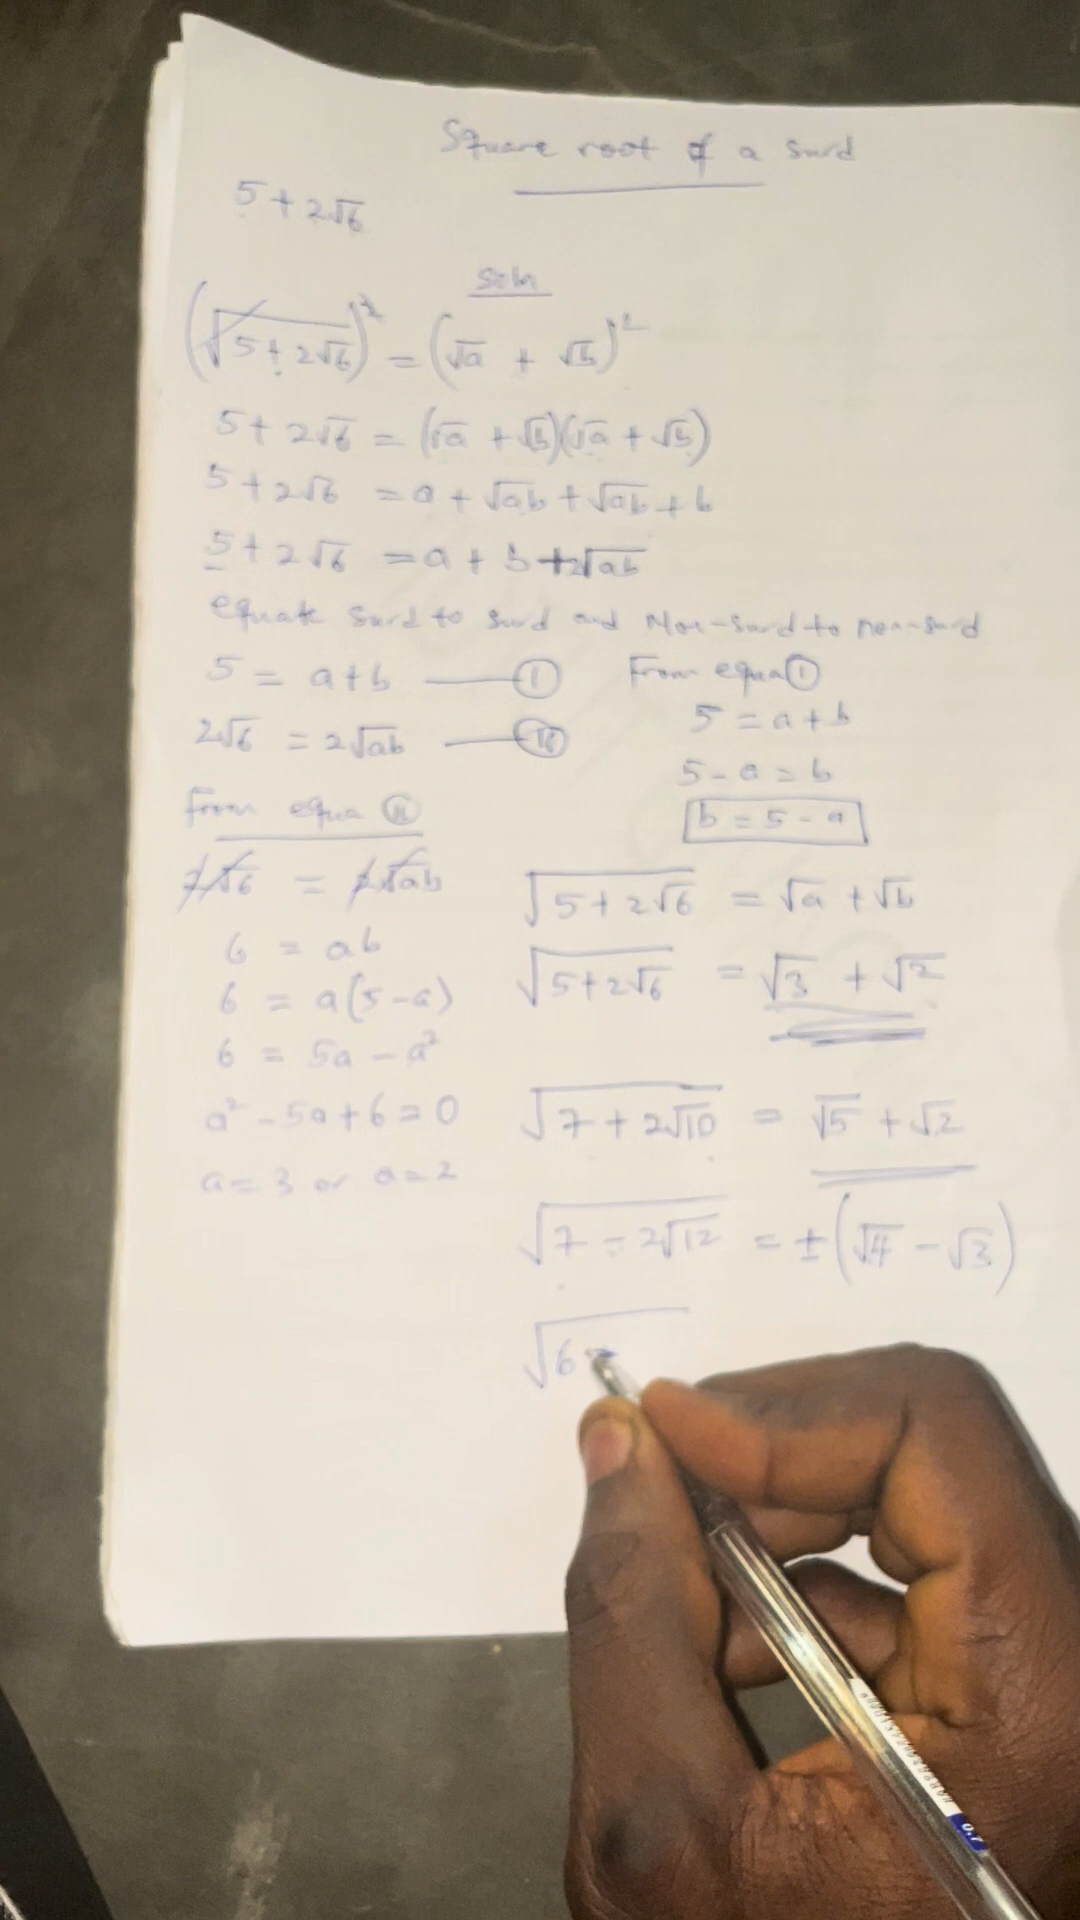 Square root of a Surd
5 + 2√6
Soln
(√(5 + 2√6))² = (√a + √b)²
5 + 2√6 = (√a + √b)(√a + √b)
5 + 2√6 = a + √ab + √ab + b
5 + 2√6 = a + b + 2√ab
equate Surd to Surd and Non-Surd to non-surd
5 = a + b — (I)
2√6 = 2√ab — (II)
From equa (II)
2√6 = 2√ab
6 = ab
6 = a(5 - a)
6 = 5a - a²
a² - 5a + 6 = 0
a = 3 or a = 2
From equa (I)
5 = a + b
5 - a = b
b = 5 - a
√(5 + 2√6) = √a + √b
√(5 + 2√6) = √3 + √2
√(7 + 2√10) = √5 + √2
√(7 - 2√12) = ±(√4 - √3)
√6
0.7